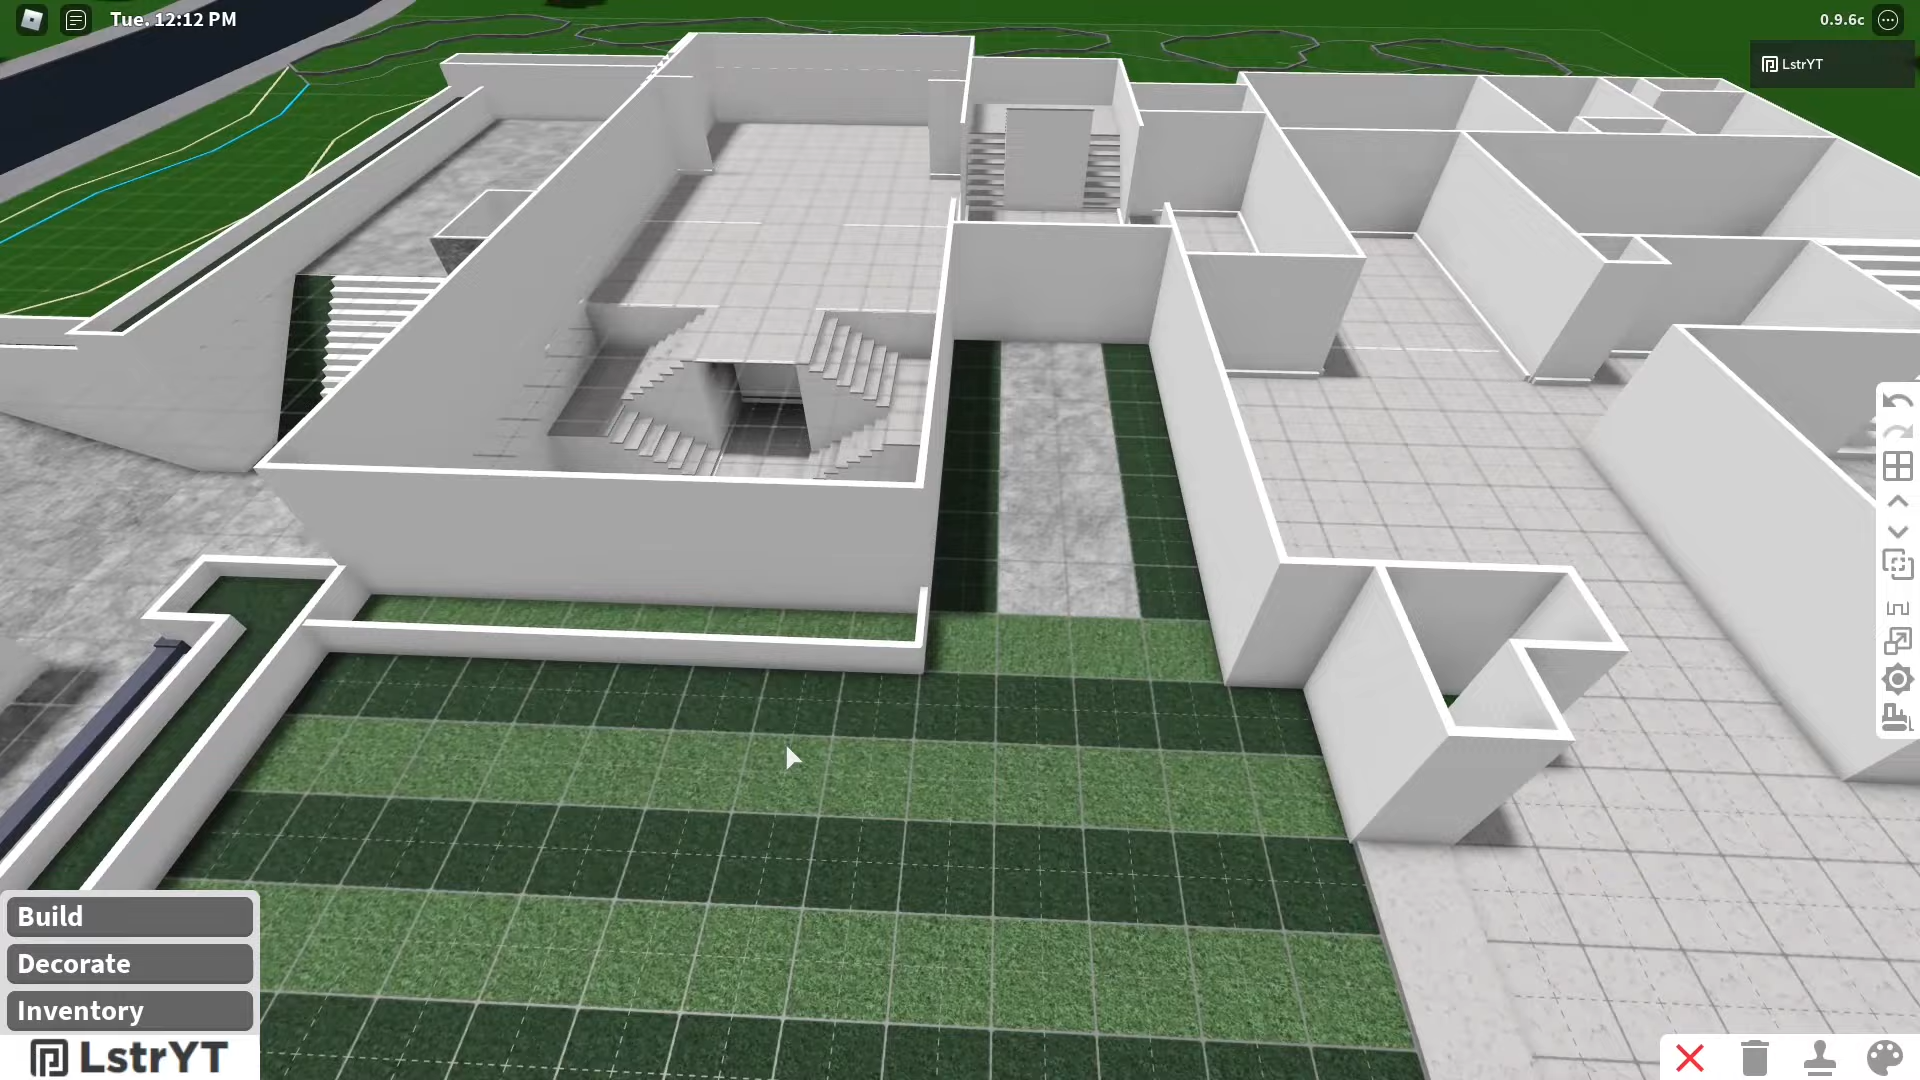 Tue. 12:12 PM
0.9.6c
LstrYT
Build
Decorate
Inventory
LstrYT